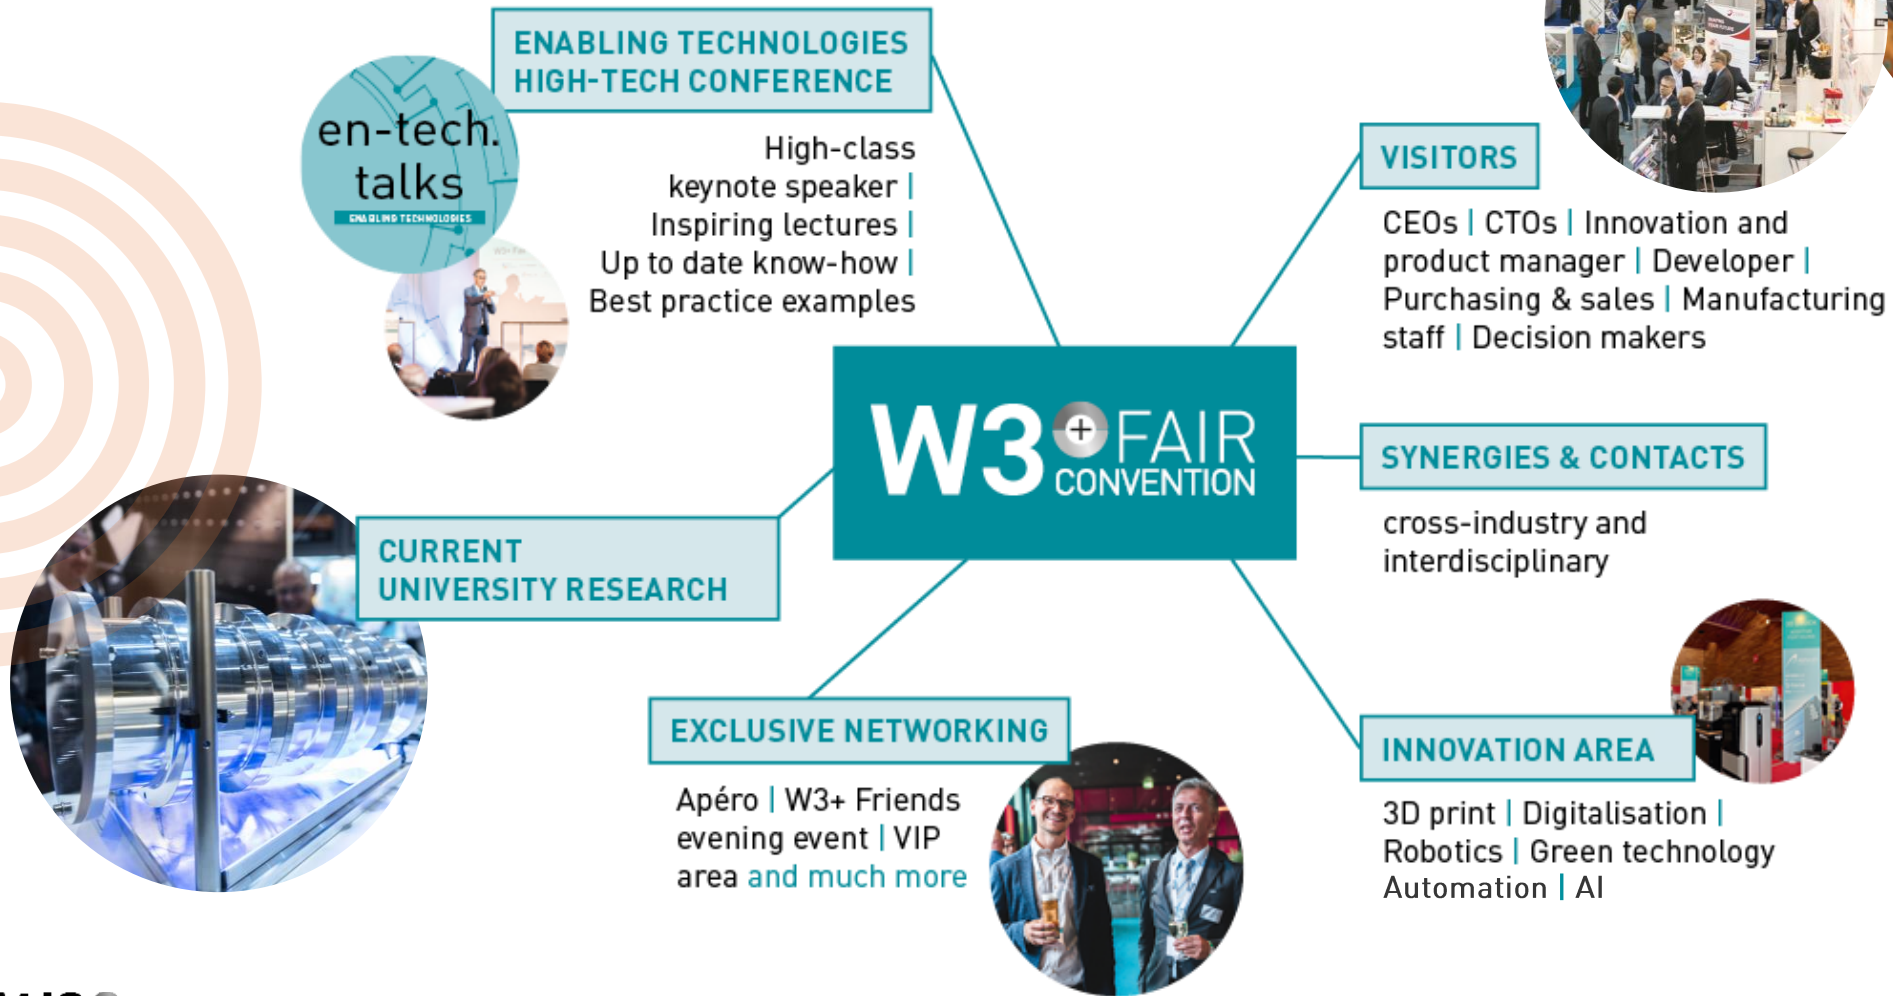 ENABLING TECHNOLOGIES
HIGH-TECH CONFERENCE
en-tech.
talks
ENABLING TECHNOLOGIES
High-class
keynote speaker |
Inspiring lectures |
Up to date know-how |
Best practice examples
VISITORS
CEOs | CTOs | Innovation and
product manager | Developer |
Purchasing & sales | Manufacturing
staff | Decision makers
W3+ FAIR
CONVENTION
SYNERGIES & CONTACTS
cross-industry and
interdisciplinary
CURRENT
UNIVERSITY RESEARCH
EXCLUSIVE NETWORKING
Apéro | W3+ Friends
evening event | VIP
area and much more
INNOVATION AREA
3D print | Digitalisation |
Robotics | Green technology
Automation | AI